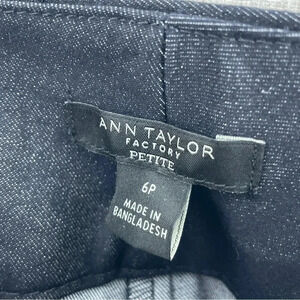 ANN TAYLOR
FACTORY
PETITE
6P
MADE IN
BANGLADESH